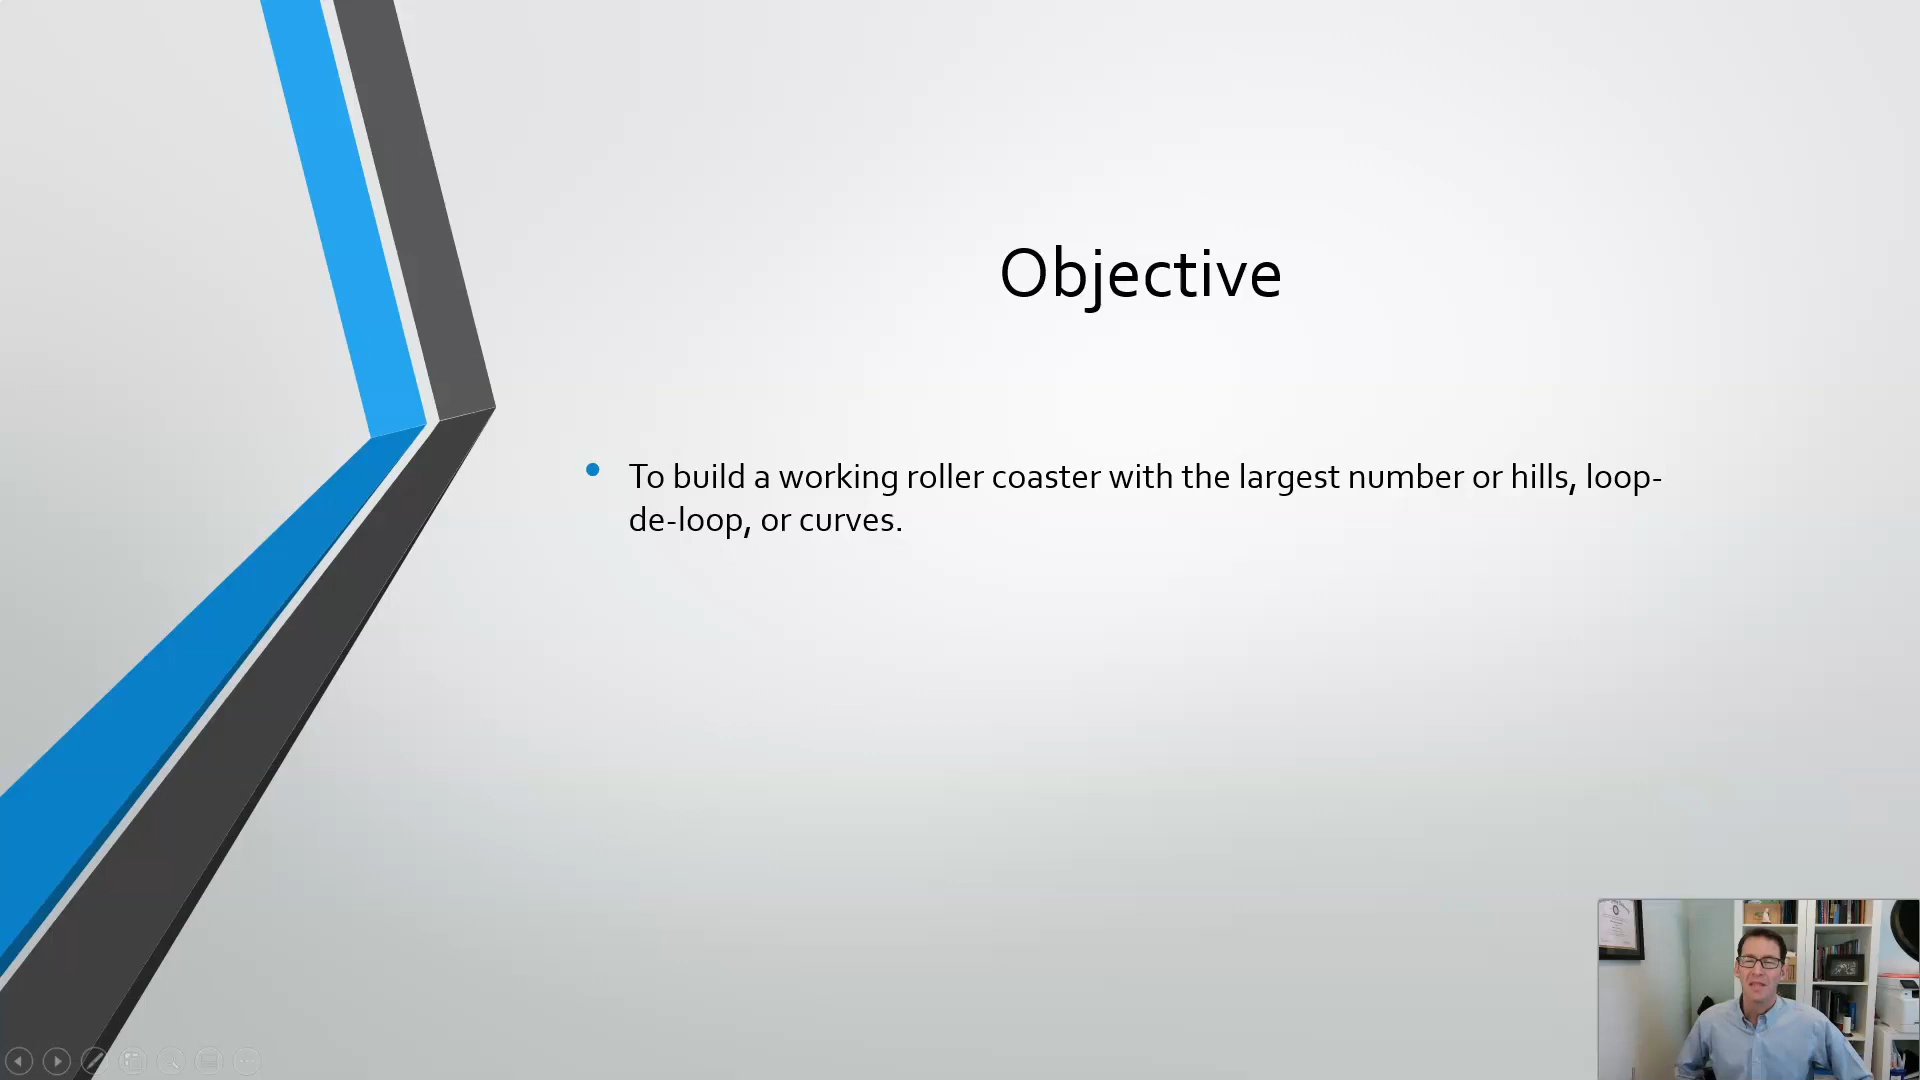 Objective
To build a working roller coaster with the largest number or hills, loop-
de-loop, or curves.